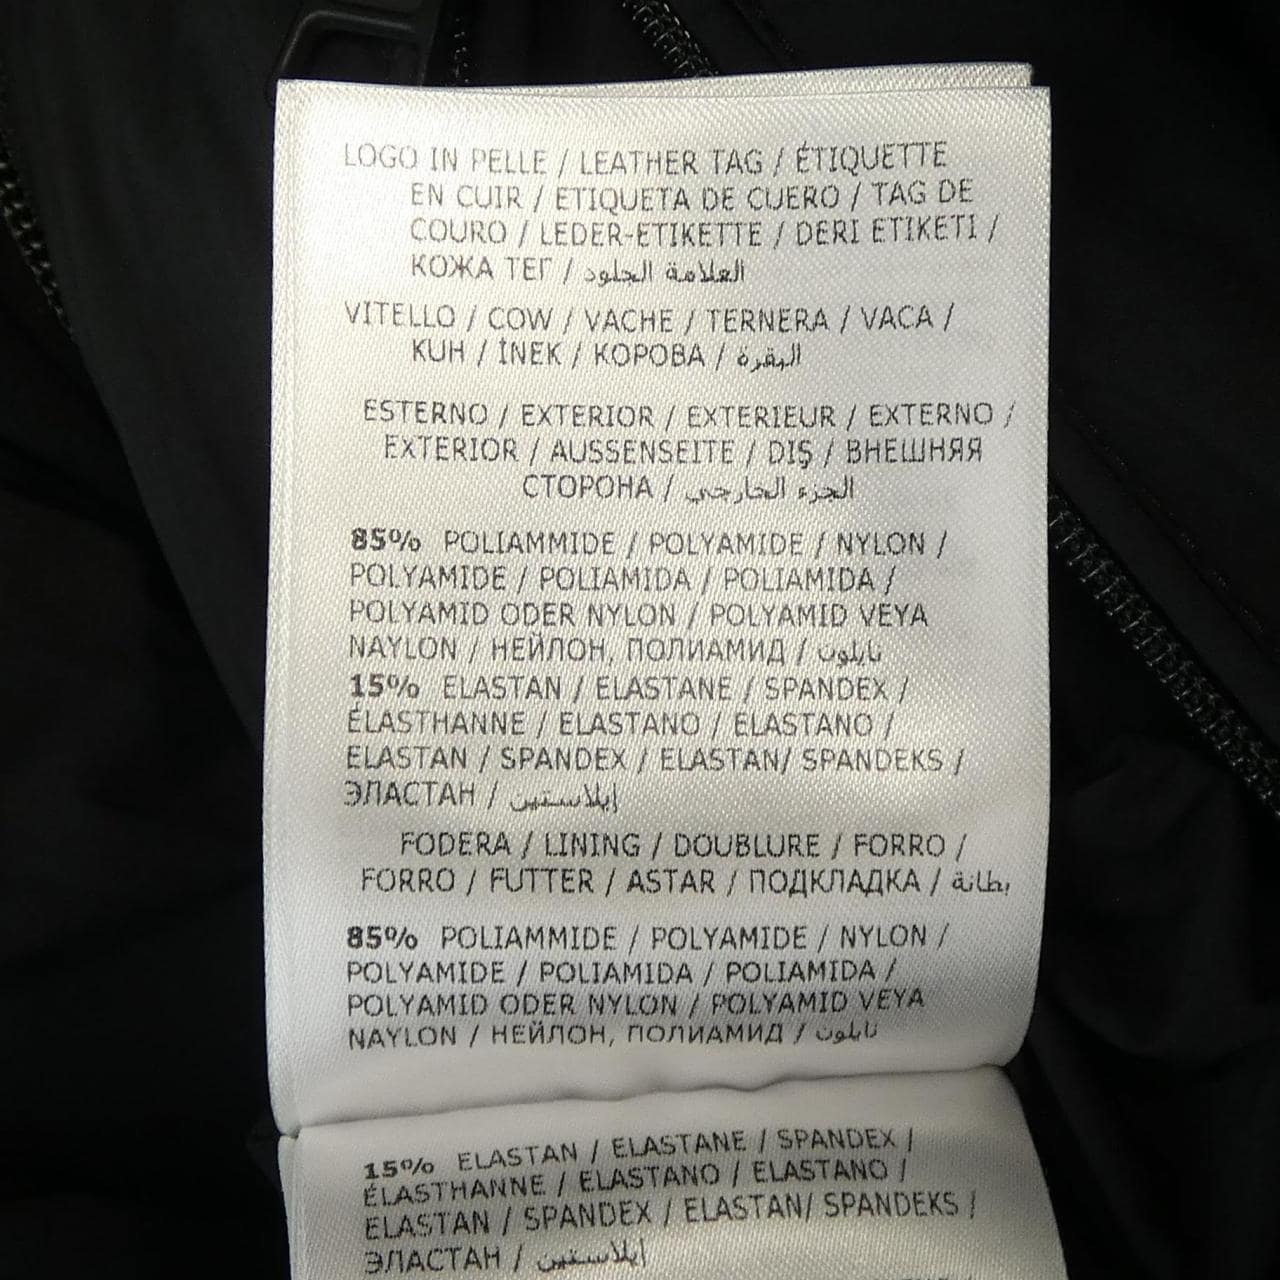 LOGO IN PELLE / LEATHER TAG / ÉTIQUETTE
EN CUIR / ETIQUETA DE CUERO / TAG DE
COURO / LEDER-ETIKETTE / DERI ETIKETI /
КОЖА ТЕГ / العلامة الجلود
VITELLO / COW / VACHE / TERNERA / VACA /
KUH / İNEK / КОРОВА / البقرة
ESTERNO / EXTERIOR / EXTERIEUR / EXTERNO /
EXTERIOR / AUSSENSEITE / DIŞ / ВНЕШНЯЯ
СТОРОНА / الجزء الخارجي
85% POLIAMMIDE / POLYAMIDE / NYLON /
POLYAMIDE / POLIAMIDA / POLIAMIDA /
POLYAMID ODER NYLON / POLYAMID VEYA
NAYLON / НЕЙЛОН, ПОЛИАМИД / نايلون
15% ELASTAN / ELASTANE / SPANDEX /
ÉLASTHANNE / ELASTANO / ELASTANO /
ELASTAN / SPANDEX / ELASTAN/ SPANDEKS /
ЭЛАСТАН / إيلاستين
FODERA / LINING / DOUBLURE / FORRO /
FORRO / FUTTER / ASTAR / ПОДКЛАДКА / بطانة
85% POLIAMMIDE / POLYAMIDE / NYLON /
POLYAMIDE / POLIAMIDA / POLIAMIDA /
POLYAMID ODER NYLON / POLYAMID VEYA
NAYLON / НЕЙЛОН, ПОЛИАМИД / نايلون
15% ELASTAN / ELASTANE / SPANDEX /
ÉLASTHANNE / ELASTANO / ELASTANO /
ELASTAN / SPANDEX / ELASTAN/ SPANDEKS /
ЭЛАСТАН / إيلاستين